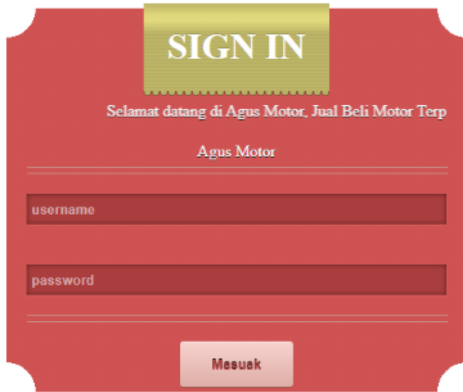 SIGN IN
Selamat datang di Agus Motor, Jual Beli Motor Terp
Agus Motor
username
password
Masuak